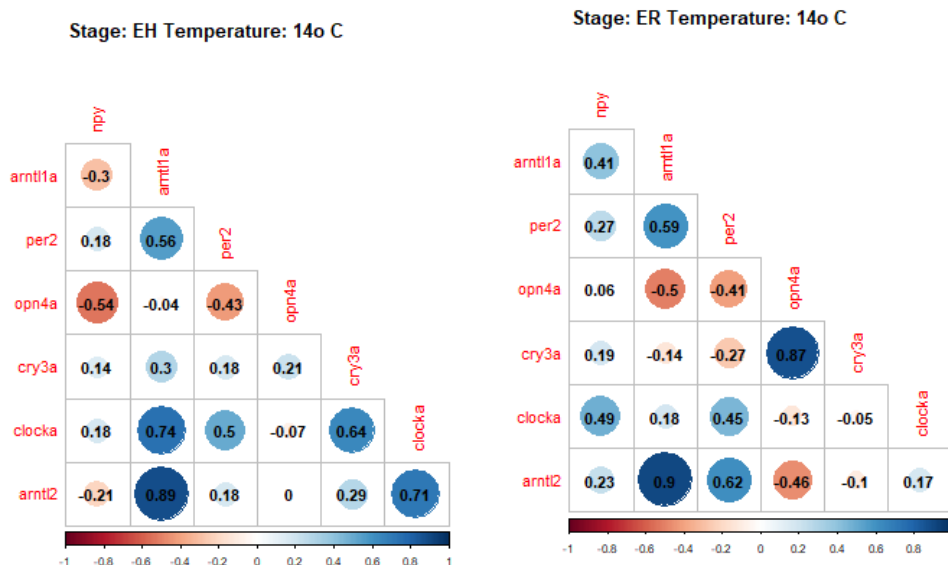 Stage: EH Temperature: 14o C
npy
arntl1a -0.3 arntl1a
per2 0.18 0.56 per2
opn4a -0.54 -0.04 -0.43 opn4a
cry3a 0.14 0.3 0.18 0.21 cry3a
clocka 0.18 0.74 0.5 -0.07 0.64 clocka
arntl2 -0.21 0.89 0.18 0 0.29 0.71
-1 -0.8 -0.6 -0.4 -0.2 0 0.2 0.4 0.6 0.8 1
Stage: ER Temperature: 14o C
npy
arntl1a 0.41 arntl1a
per2 0.27 0.59 per2
opn4a 0.06 -0.5 -0.41 opn4a
cry3a 0.19 -0.14 -0.27 0.87 cry3a
clocka 0.49 0.18 0.45 -0.13 -0.05 clocka
arntl2 0.23 0.9 0.62 -0.46 -0.1 0.17
-1 -0.8 -0.6 -0.4 -0.2 0 0.2 0.4 0.6 0.8